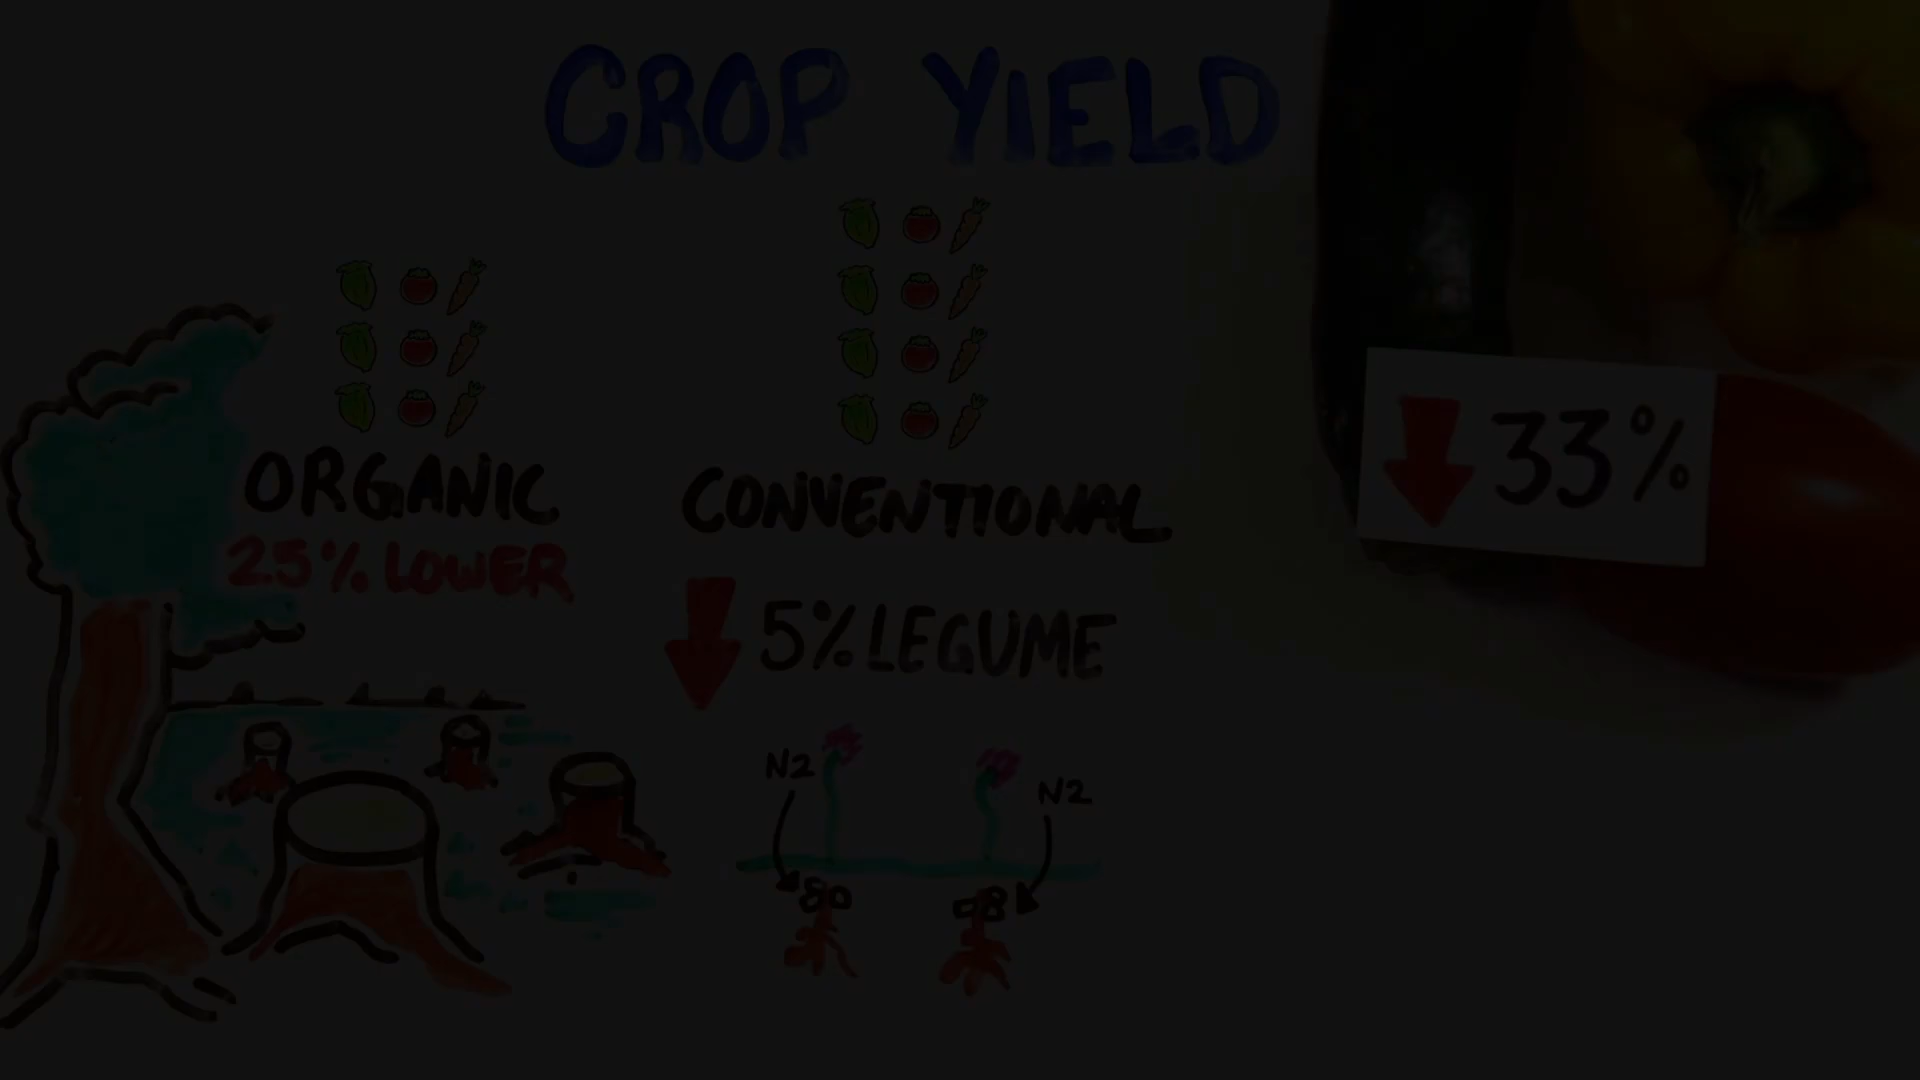 CROP YIELD
ORGANIC
25% LOWER
CONVENTIONAL
5% LEGUME
33%
N2
N2